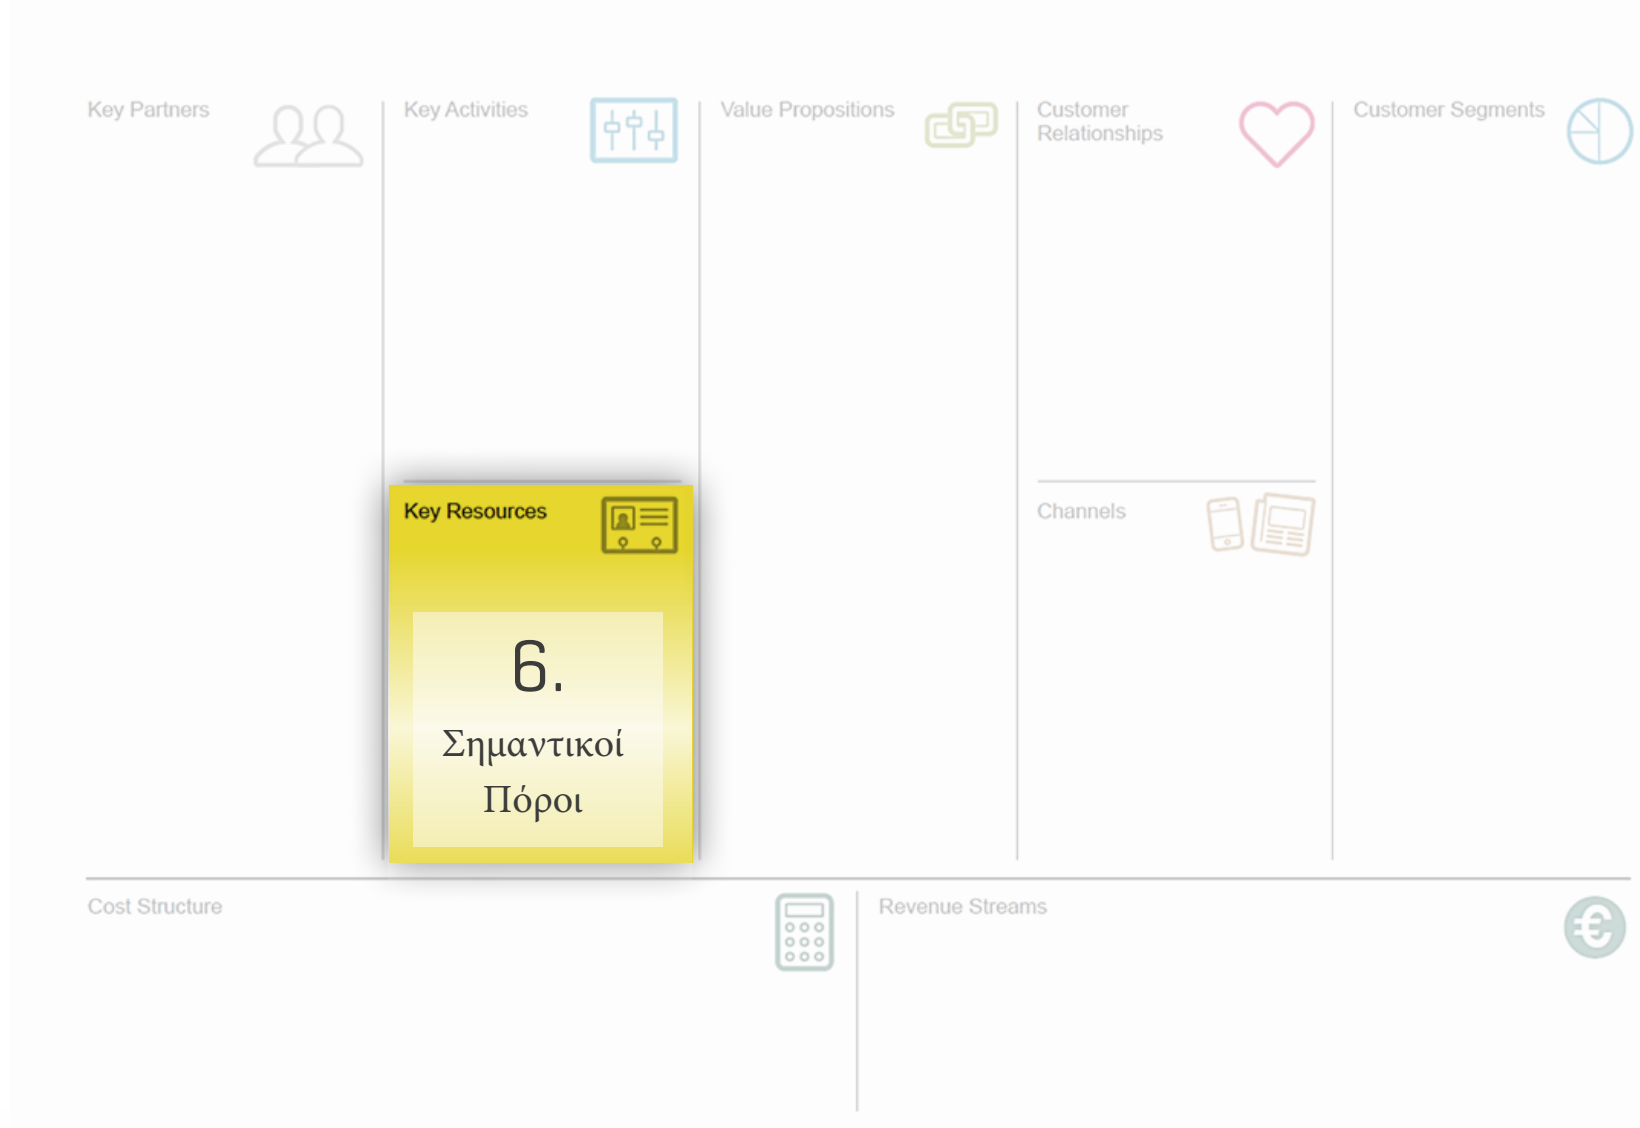 Key Partners
Key Activities
Value Propositions
Customer
Relationships
Customer Segments
Key Resources
6.
Σημαντικοί
Πόροι
Channels
Cost Structure
Revenue Streams
€